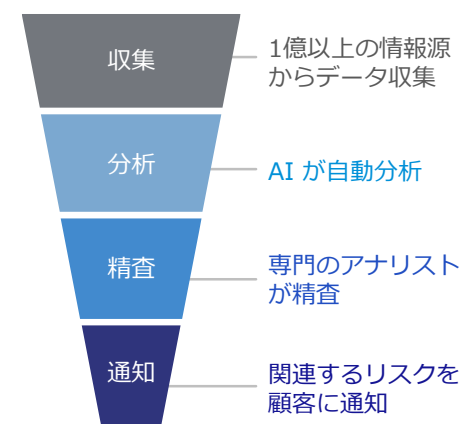 収集
1億以上の情報源
からデータ収集
分析
AI が自動分析
精査
専門のアナリスト
が精査
通知
関連するリスクを
顧客に通知